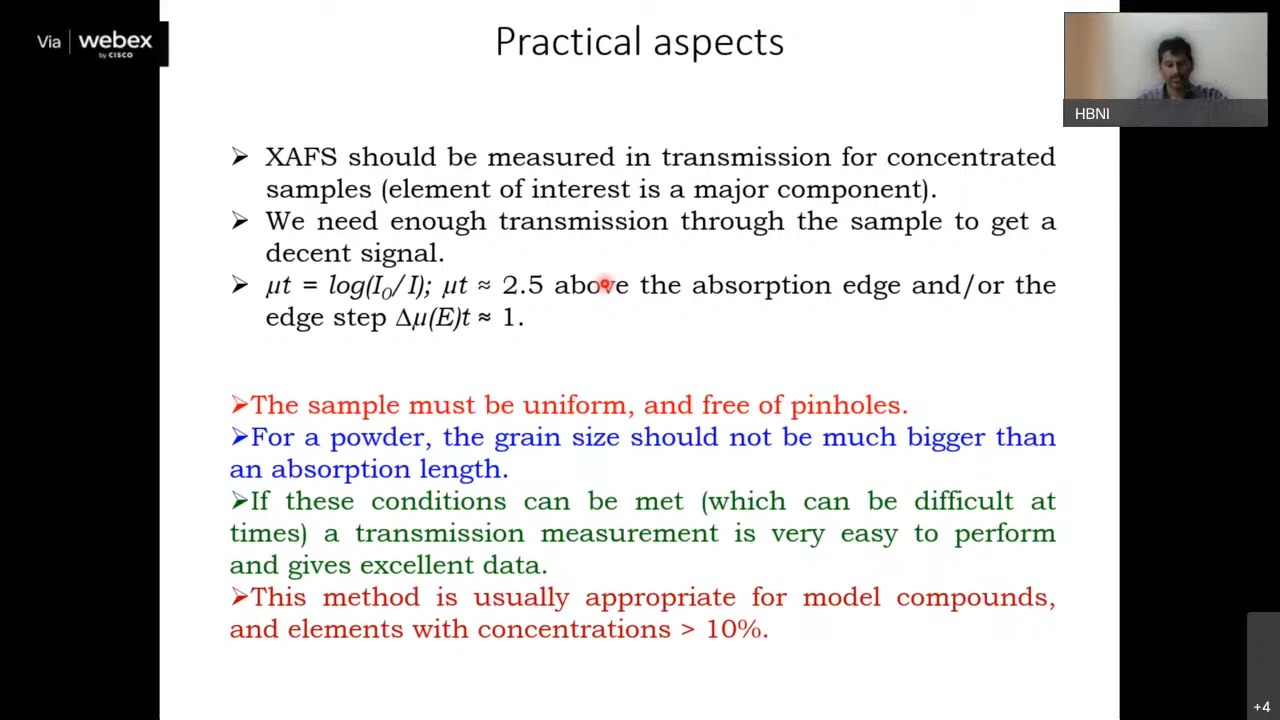 Via webex
by CISCO
Practical aspects
HBNI
➢ XAFS should be measured in transmission for concentrated
samples (element of interest is a major component).
➢ We need enough transmission through the sample to get a
decent signal.
➢ μt = log(I₀/I); μt ≈ 2.5 above the absorption edge and/or the
edge step Δμ(E)t ≈ 1.
➢The sample must be uniform, and free of pinholes.
➢For a powder, the grain size should not be much bigger than
an absorption length.
➢If these conditions can be met (which can be difficult at
times) a transmission measurement is very easy to perform
and gives excellent data.
➢This method is usually appropriate for model compounds,
and elements with concentrations > 10%.
+4